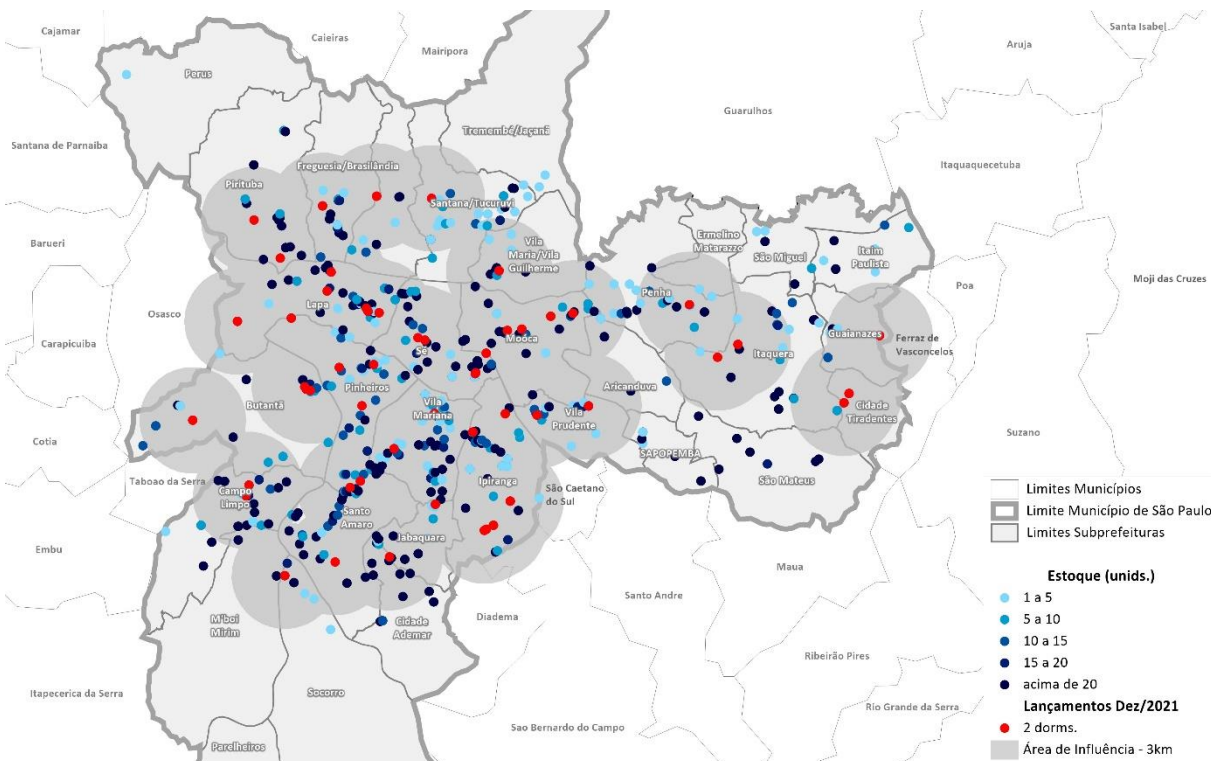 Cajamar
Caieiras
Mairipora
Santa Isabel
Aruja
Perus
Guarulhos
Santana de Parnaiba
Tremembé/Jaçanã
Itaquaquecetuba
Freguesia/Brasilândia
Pirituba
Santana/Tucuruvi
Barueri
Vila
Maria/Vila
Guilherme
Ermelino
Matarazzo
São Miguel
Itaim
Paulista
Moji das Cruzes
Poa
Penha
Osasco
Lapa
Carapicuiba
Sé
Mooca
Itaquera
Guaianazes
Ferraz de
Vasconcelos
Pinheiros
Aricanduva
Butantã
Vila
Mariana
Vila
Prudente
Cidade
Tiradentes
Cotia
Suzano
Taboao da Serra
SAPOPEMBA
São Mateus
Campo
Limpo
Ipiranga
São Caetano
do Sul
Santo
Amaro
Jabaquara
Embu
Maua
Santo Andre
M'boi
Mirim
Cidade
Ademar
Diadema
Ribeirão Pires
Itapecerica da Serra
Socorro
Rio Grande da Serra
Sao Bernardo do Campo
Parelheiros
Limites Municípios
Limite Município de São Paulo
Limites Subprefeituras
Estoque (unids.)
1 a 5
5 a 10
10 a 15
15 a 20
acima de 20
Lançamentos Dez/2021
2 dorms.
Área de Influência - 3km